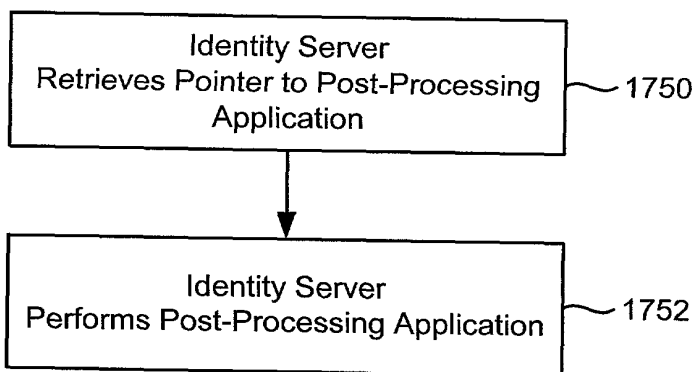 Identity Server
Retrieves Pointer to Post-Processing
Application
1750
Identity Server
Performs Post-Processing Application
1752